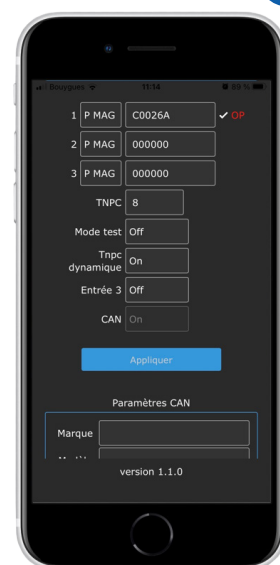 Bouygues 11:14 89 %
1 P MAG C0026A OP
2 P MAG 000000
3 P MAG 000000
TNPC 8
Mode test Off
Tnpc
dynamique On
Entrée 3 Off
CAN On
Appliquer
Paramètres CAN
Marque
version 1.1.0